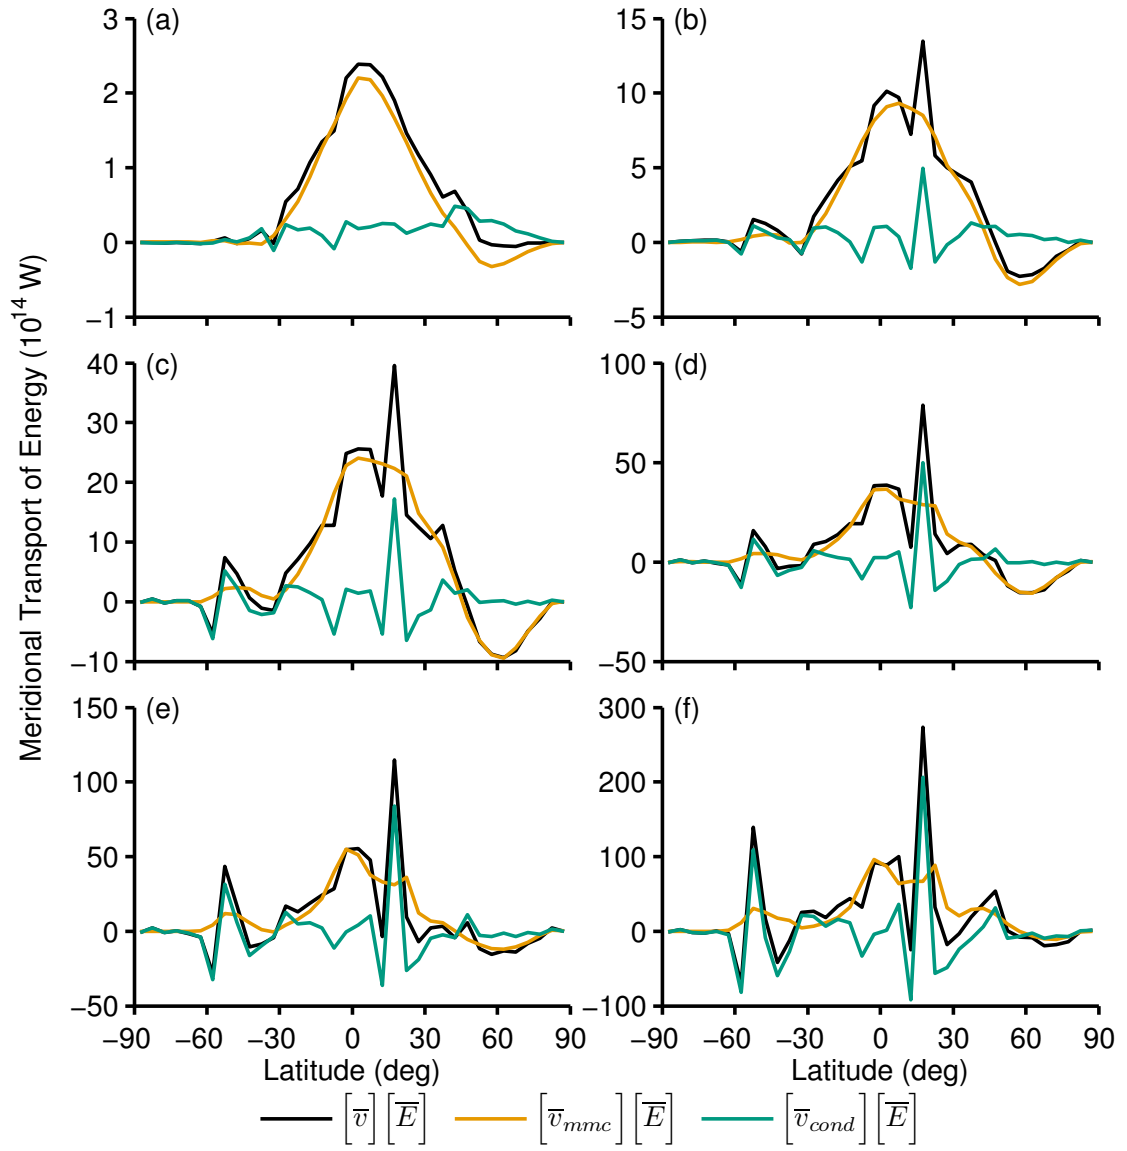 Meridional Transport of Energy (10^14 W)
(a)
3
2
1
0
−1
(b)
15
10
5
0
−5
(c)
40
30
20
10
0
−10
(d)
100
50
0
−50
(e)
150
100
50
0
−50
(f)
300
200
100
0
−100
−90 −60 −30 0 30 60 90
−90 −60 −30 0 30 60 90
Latitude (deg)
Latitude (deg)
[v̅][E̅] [v̅_mmc][E̅] [v̅_cond][E̅]